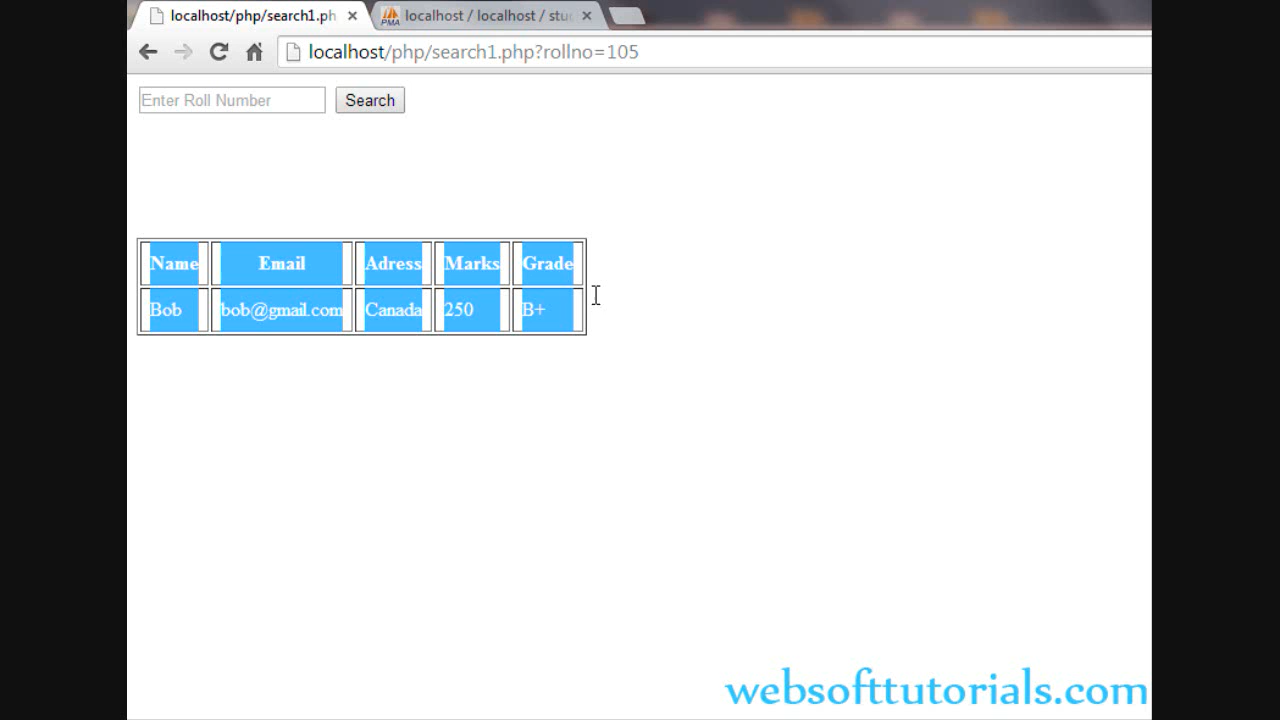 localhost/php/search1.ph
PMA localhost / localhost / stu
localhost/php/search1.php?rollno=105
Enter Roll Number Search
Name Email Adress Marks Grade
Bob bob@gmail.com Canada 250 B+
websofttutorials.com